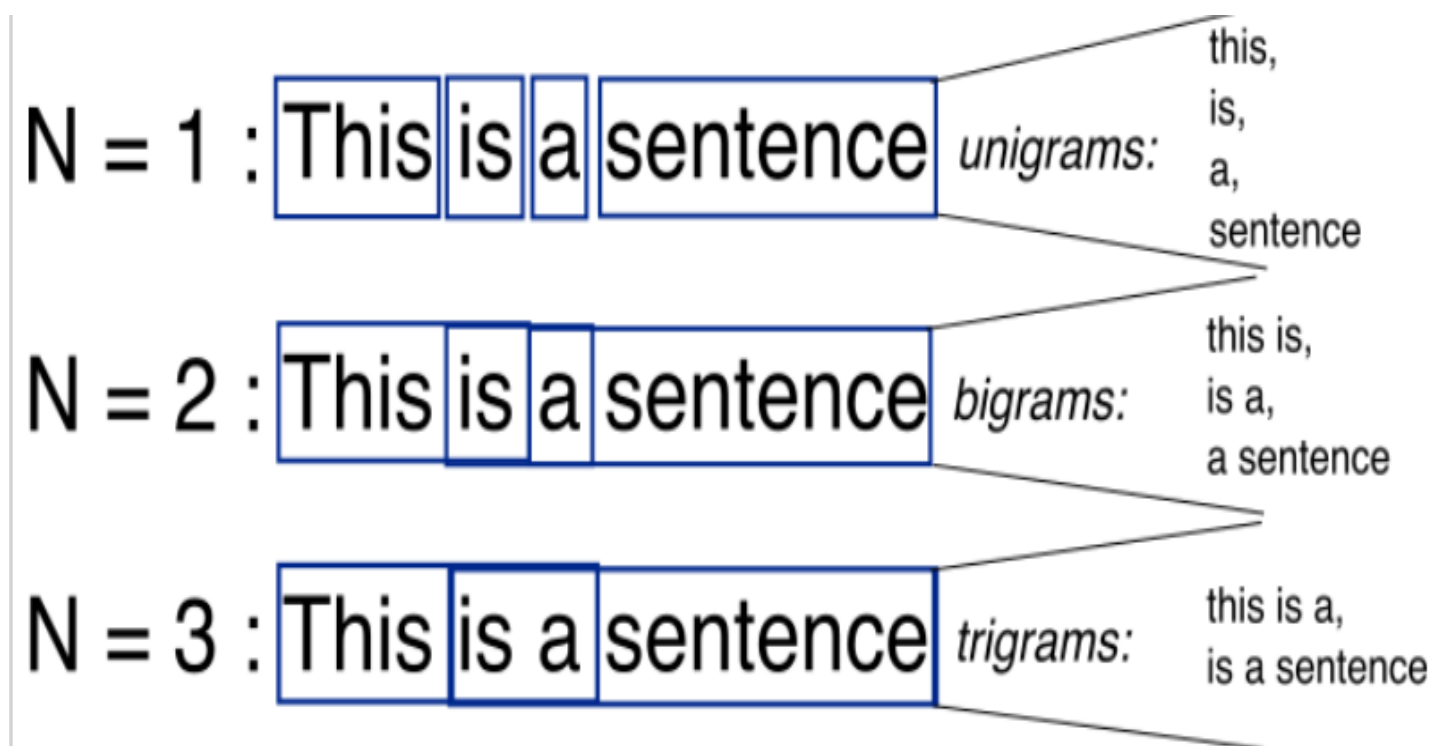 N = 1 : This is a sentence unigrams:
this,
is,
a,
sentence
N = 2 : This is a sentence bigrams:
this is,
is a,
a sentence
N = 3 : This is a sentence trigrams:
this is a,
is a sentence